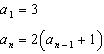 a₁ = 3
aₙ = 2(aₙ₋₁ + 1)